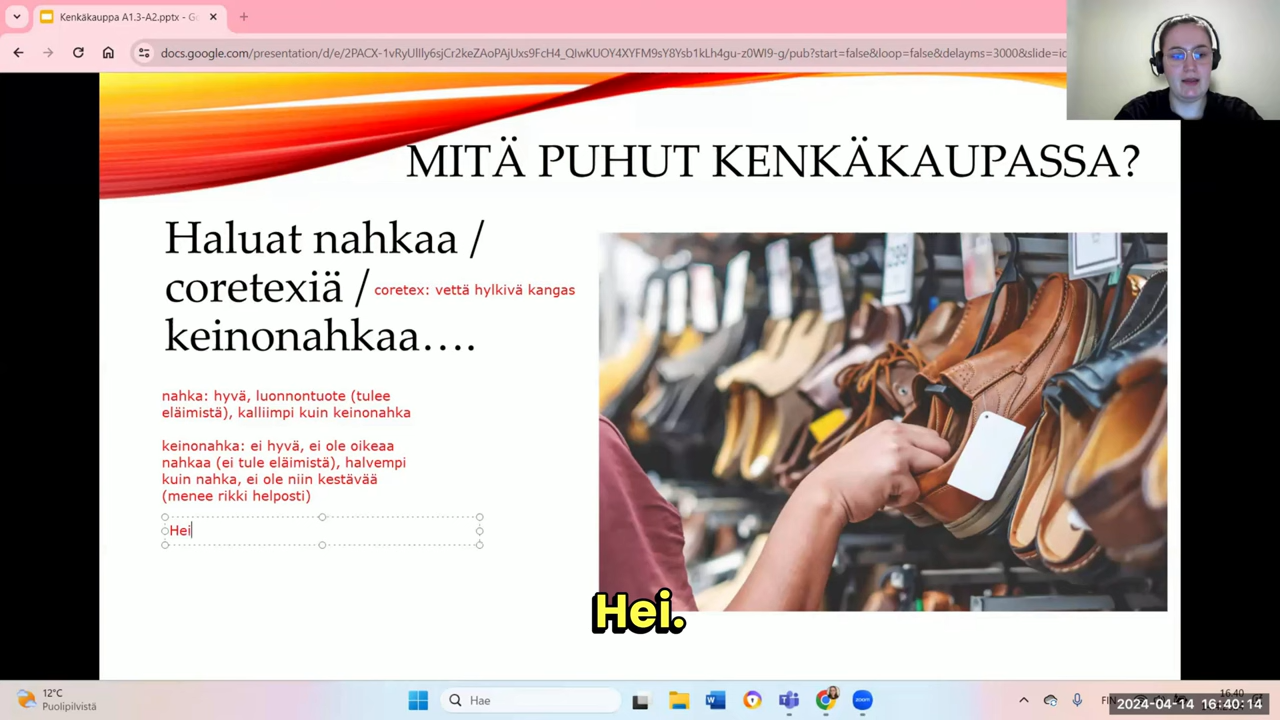 Kenkäkauppa A1.3-A2.pptx - Go
docs.google.com/presentation/d/e/2PACX-1vRyUllly6sjCr2keZAoPAjUxs9FcH4_QIwKUOY4XYFM9sY8Ysb1kLh4gu-z0WI9-g/pub?start=false&loop=false&delayms=3000&slide=id
MITÄ PUHUT KENKÄKAUPASSA?
Haluat nahkaa /
coretexiä /
coretex: vettä hylkivä kangas
keinonahkaa….
nahka: hyvä, luonnontuote (tulee
eläimistä), kalliimpi kuin keinonahka
keinonahka: ei hyvä, ei ole oikeaa
nahkaa (ei tule eläimistä), halvempi
kuin nahka, ei ole niin kestävää
(menee rikki helposti)
Hei
Hei.
12°C
Puolipilvistä
Hae
FIN
16.40
2024-04-14 16:40:14